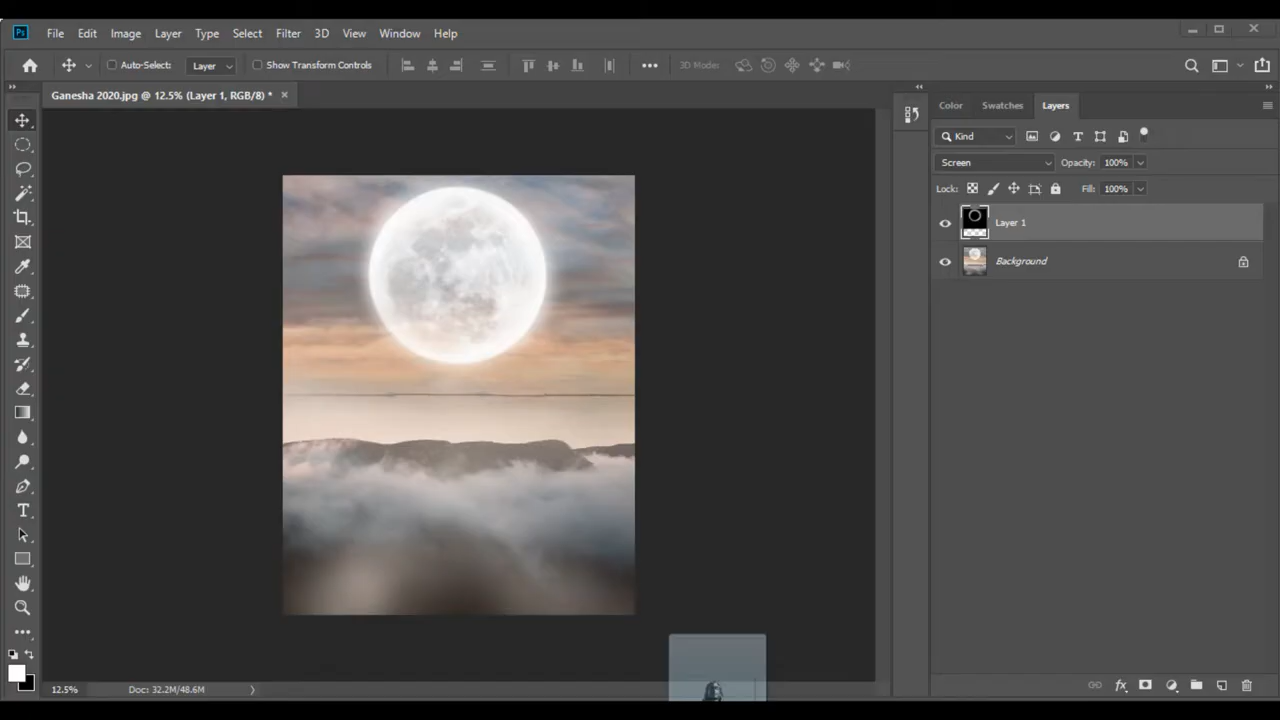 Ps File Edit Image Layer Type Select Filter 3D View Window Help
Auto-Select: Layer Show Transform Controls 3D Mode:
Ganesha 2020.jpg @ 12.5% (Layer 1, RGB/8) *
Color Swatches Layers
Kind
Screen Opacity: 100%
Lock: Fill: 100%
Layer 1
Background
12.5% Doc: 32.2M/48.6M